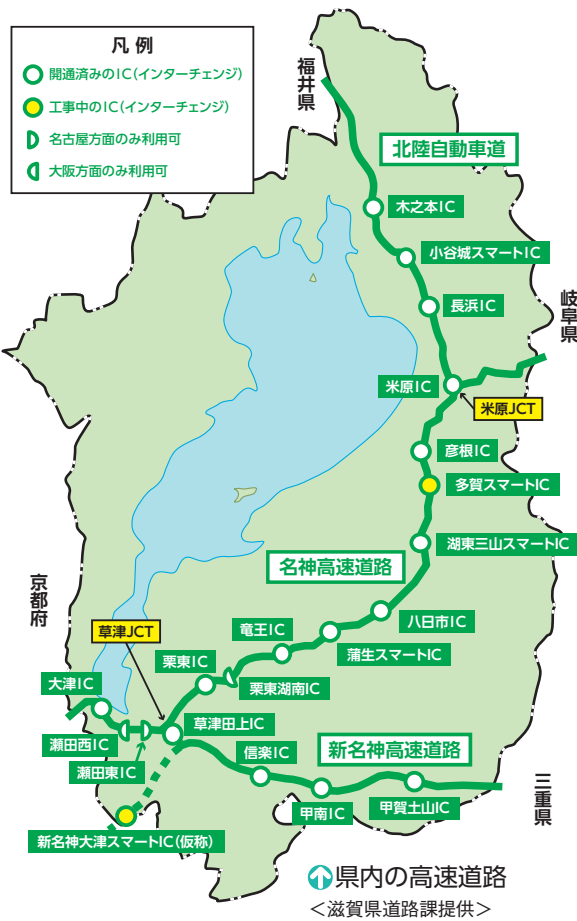 凡例
開通済みのIC(インターチェンジ)
工事中のIC(インターチェンジ)
名古屋方面のみ利用可
大阪方面のみ利用可
福井県
北陸自動車道
木之本IC
小谷城スマートIC
長浜IC
岐阜県
米原IC
米原JCT
彦根IC
多賀スマートIC
湖東三山スマートIC
名神高速道路
京都府
八日市IC
草津JCT
竜王IC
蒲生スマートIC
栗東IC
大津IC
栗東湖南IC
草津田上IC
瀬田西IC
信楽IC
新名神高速道路
瀬田東IC
三重県
甲南IC
甲賀土山IC
新名神大津スマートIC(仮称)
県内の高速道路
<滋賀県道路課提供>